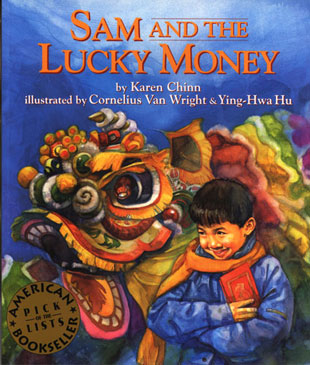 SAM AND THE
LUCKY MONEY
by Karen Chinn
illustrated by Cornelius Van Wright & Ying-Hwa Hu
AMERICAN
PICK
OF THE
LISTS
BOOKSELLER